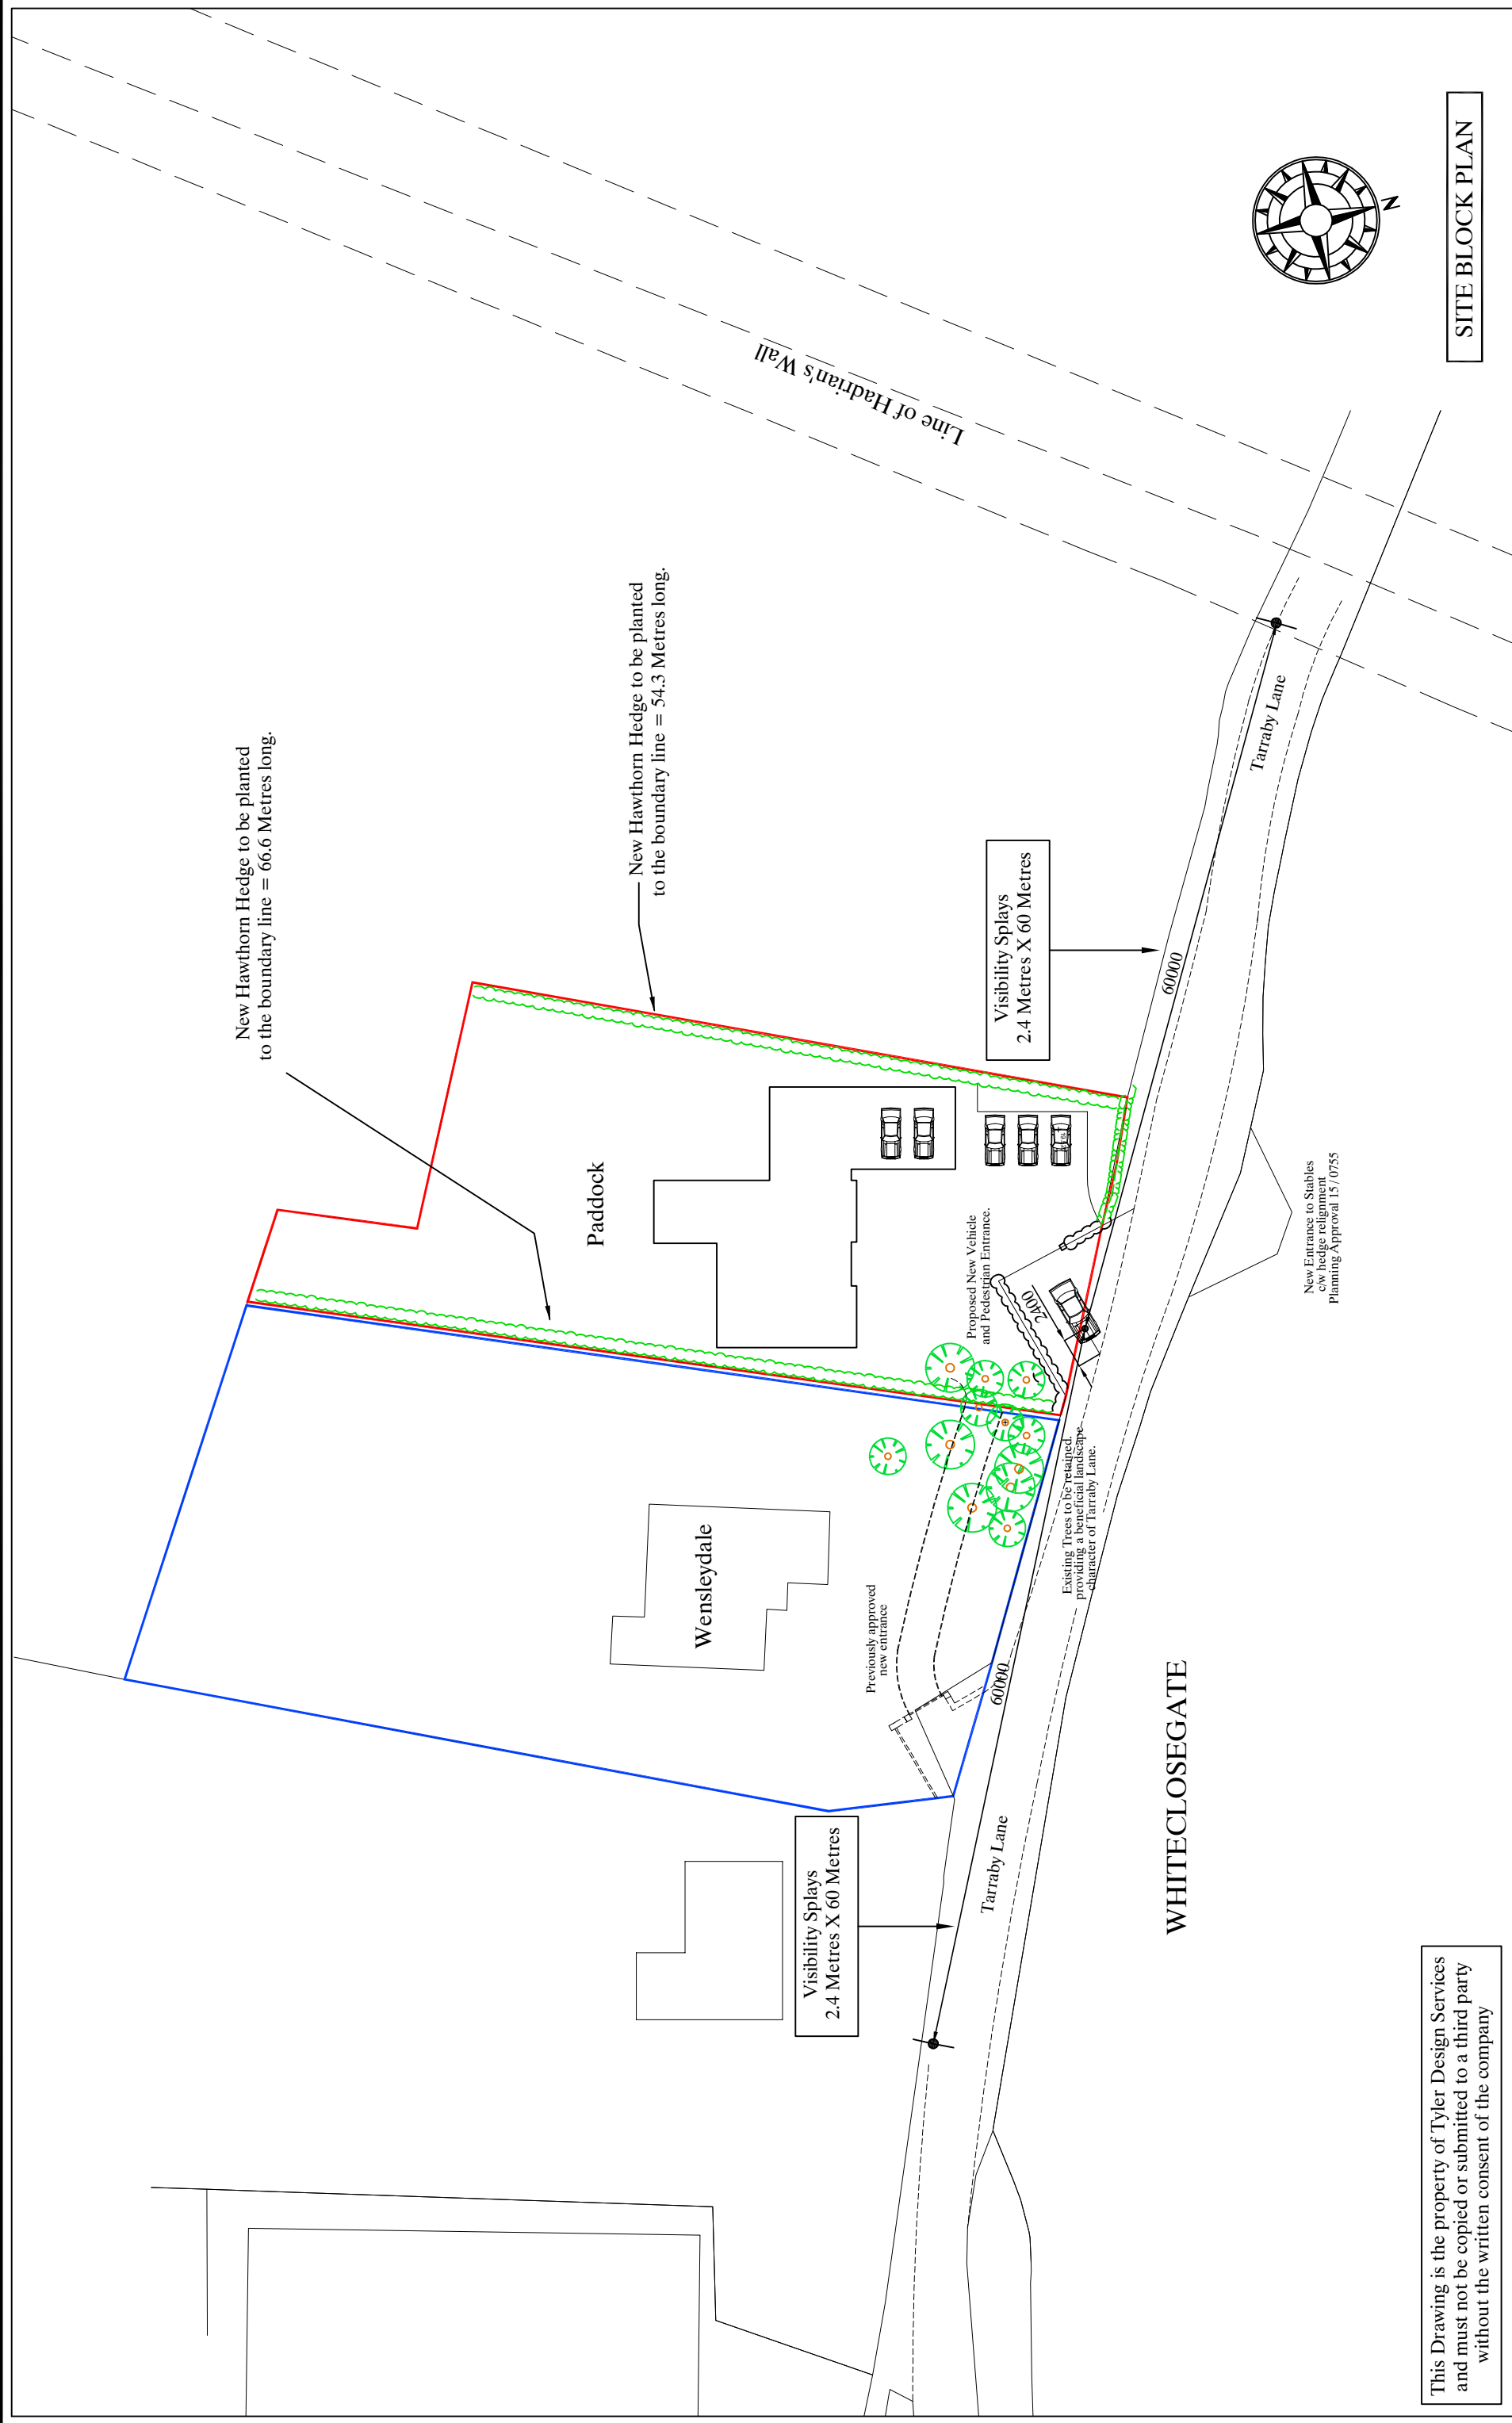 New Hawthorn Hedge to be planted
to the boundary line = 66.6 Metres long.
New Hawthorn Hedge to be planted
to the boundary line = 54.3 Metres long.
Line of Hadrian's Wall
N
SITE BLOCK PLAN
Paddock
Wensleydale
Visibility Splays
2.4 Metres X 60 Metres
Visibility Splays
2.4 Metres X 60 Metres
Proposed New Vehicle
and Pedestrian Entrance.
Previously approved
new entrance
2400
60000
60000
Tarraby Lane
Tarraby Lane
Existing Trees to be retained.
providing a beneficial landscape
character of Tarraby Lane.
New Entrance to Stables
c/w hedge relignment
Planning Approval 15 / 0755
WHITECLOSEGATE
This Drawing is the property of Tyler Design Services
and must not be copied or submitted to a third party
without the written consent of the company